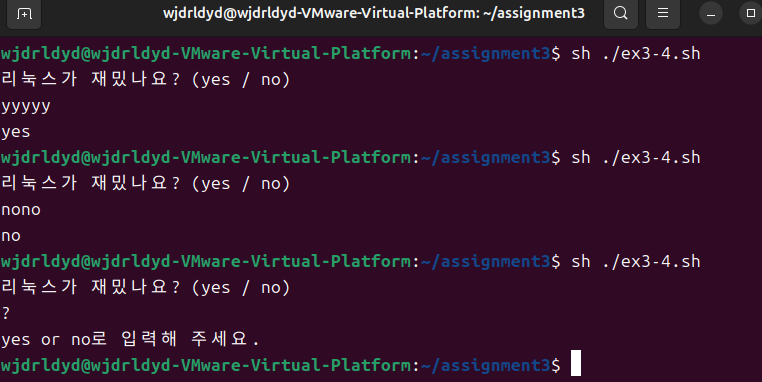 wjdrldyd@wjdrldyd-VMware-Virtual-Platform: ~/assignment3
wjdrldyd@wjdrldyd-VMware-Virtual-Platform:~/assignment3$ sh ./ex3-4.sh
리눅스가 재밌나요? (yes / no)
yyyyy
yes
wjdrldyd@wjdrldyd-VMware-Virtual-Platform:~/assignment3$ sh ./ex3-4.sh
리눅스가 재밌나요? (yes / no)
nono
no
wjdrldyd@wjdrldyd-VMware-Virtual-Platform:~/assignment3$ sh ./ex3-4.sh
리눅스가 재밌나요? (yes / no)
?
yes or no로 입력해 주세요.
wjdrldyd@wjdrldyd-VMware-Virtual-Platform:~/assignment3$